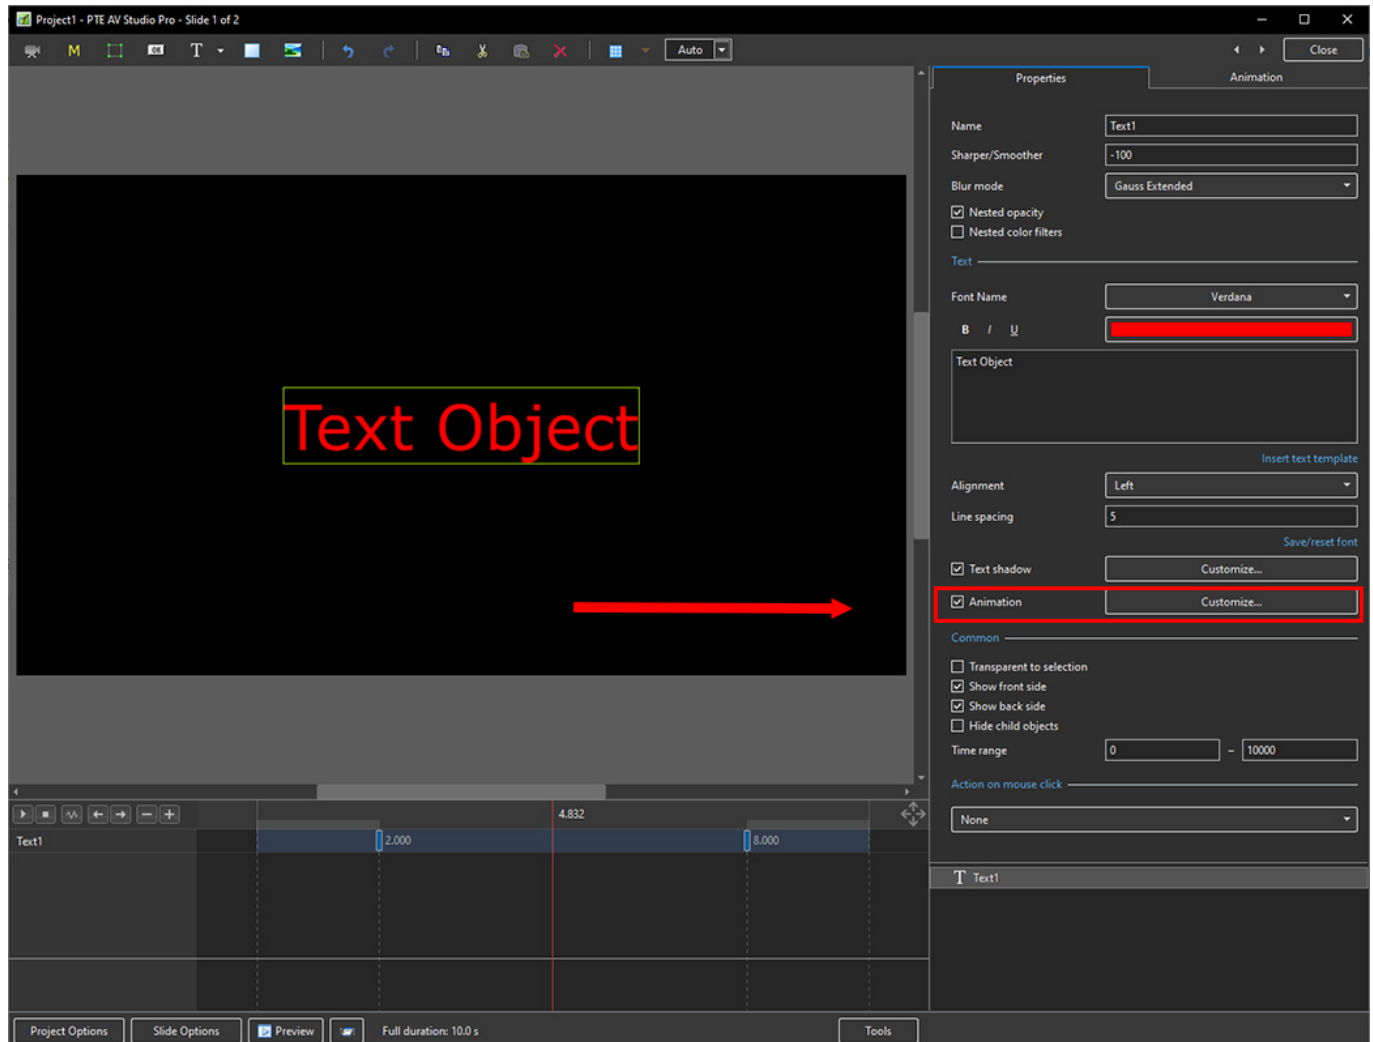 Project1 - PTE AV Studio Pro - Slide 1 of 2
M OK T Auto Close
Properties Animation
Name Text1
Sharper/Smoother -100
Blur mode Gauss Extended
Nested opacity
Nested color filters
Text
Font Name Verdana
B I U
Text Object
Text Object
Insert text template
Alignment Left
Line spacing 5
Save/reset font
Text shadow Customize...
Animation Customize...
Common
Transparent to selection
Show front side
Show back side
Hide child objects
Time range 0 – 10000
Action on mouse click
None
4.832
Text1 2.000 8.000
T Text1
Project Options Slide Options Preview Full duration: 10.0 s Tools